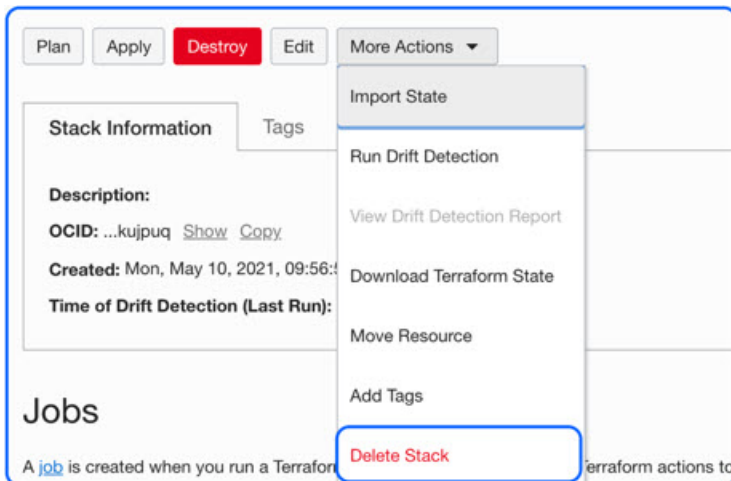 Plan Apply Destroy Edit More Actions
Import State
Stack Information Tags
Run Drift Detection
Description:
View Drift Detection Report
OCID: ...kujpuq Show Copy
Created: Mon, May 10, 2021, 09:56:
Download Terraform State
Time of Drift Detection (Last Run):
Move Resource
Add Tags
Jobs
Delete Stack
A job is created when you run a Terraform actions to